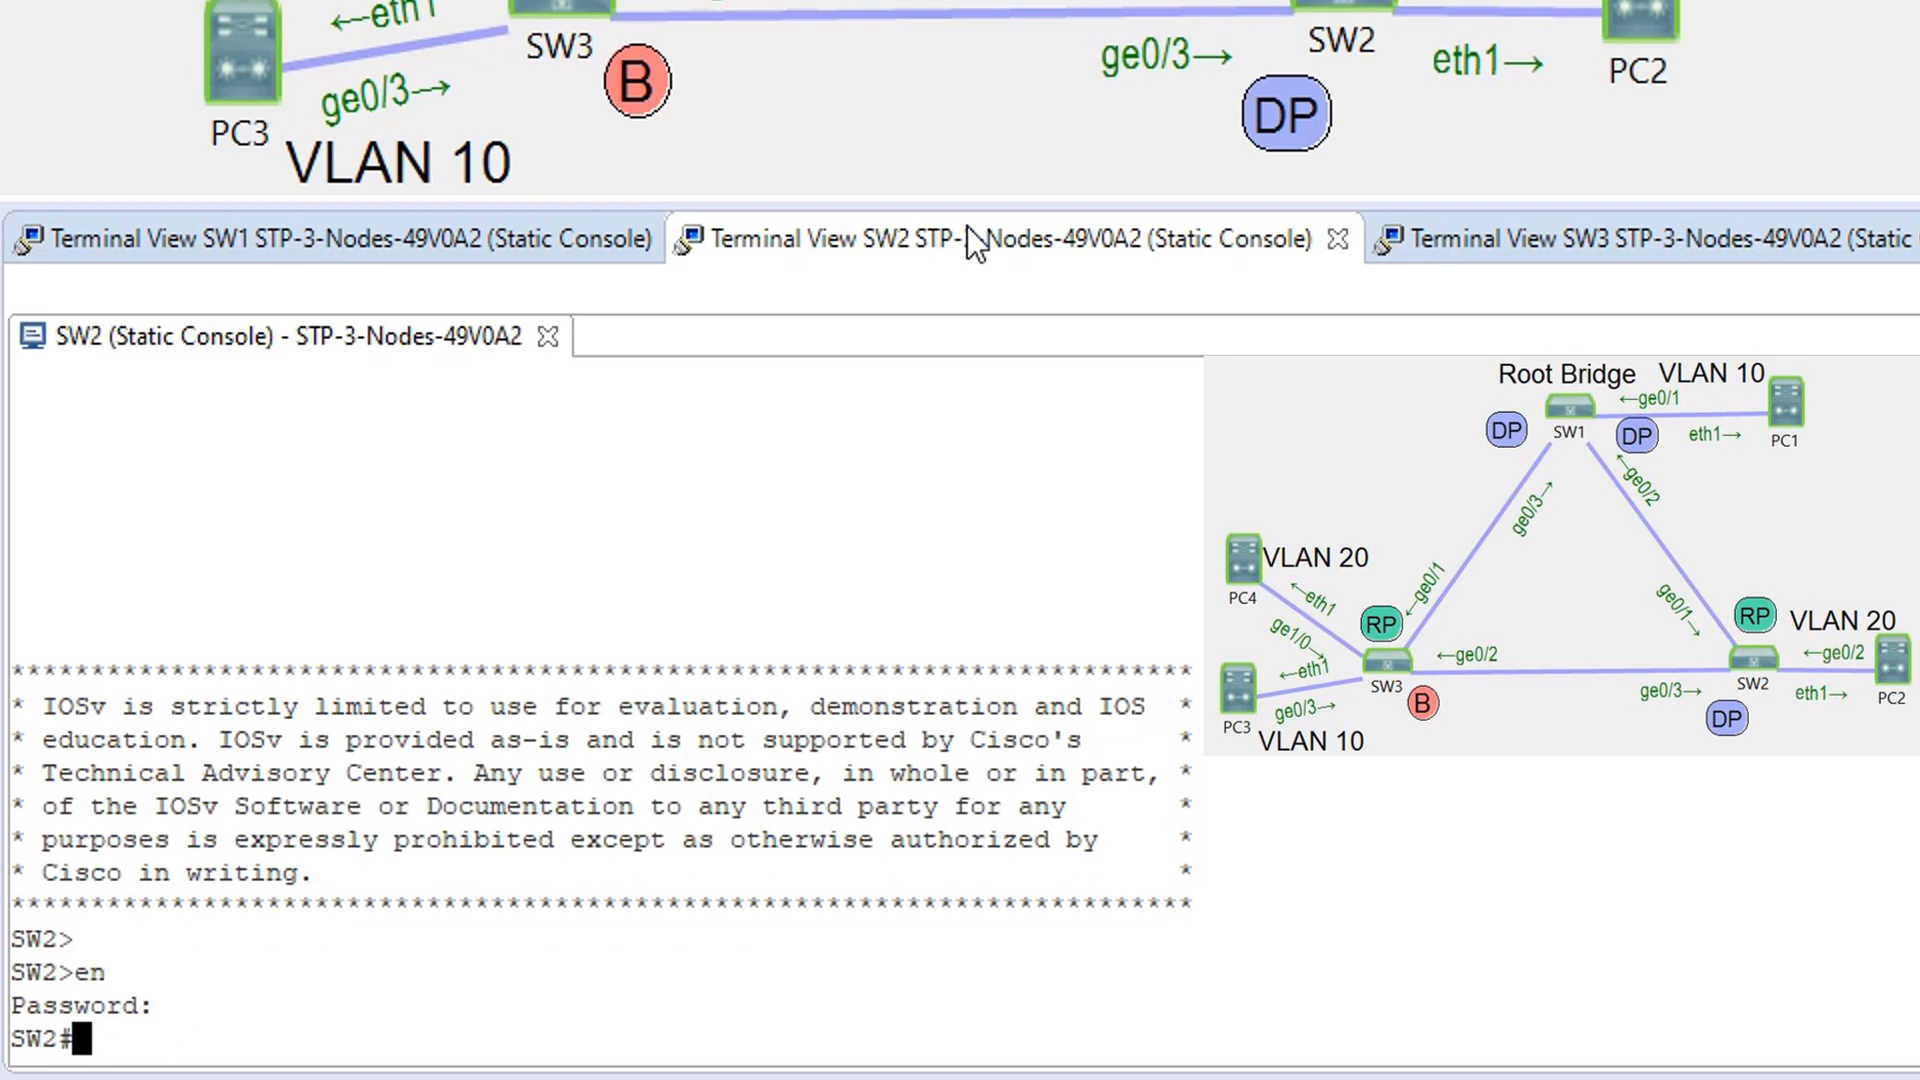 ←eth1
SW3
B
ge0/3→
PC3
VLAN 10
ge0/3→
SW2
eth1→
PC2
DP
Terminal View SW1 STP-3-Nodes-49V0A2 (Static Console)
Terminal View SW2 STP-3-Nodes-49V0A2 (Static Console)
Terminal View SW3 STP-3-Nodes-49V0A2 (Static
SW2 (Static Console) - STP-3-Nodes-49V0A2
Root Bridge
VLAN 10
←ge0/1
DP
SW1
DP
eth1→
PC1
←ge0/2
ge0/3→
VLAN 20
PC4
←eth1
←ge0/1
ge1/0→
RP
ge0/1→
RP
VLAN 20
←eth1
SW3
←ge0/2
←ge0/2
PC3
ge0/3→
B
ge0/3→
SW2
eth1→
PC2
DP
VLAN 10
******************************************************************************
* IOSv is strictly limited to use for evaluation, demonstration and IOS *
* education. IOSv is provided as-is and is not supported by Cisco's *
* Technical Advisory Center. Any use or disclosure, in whole or in part, *
* of the IOSv Software or Documentation to any third party for any *
* purposes is expressly prohibited except as otherwise authorized by *
* Cisco in writing. *
******************************************************************************
SW2>
SW2>en
Password:
SW2#